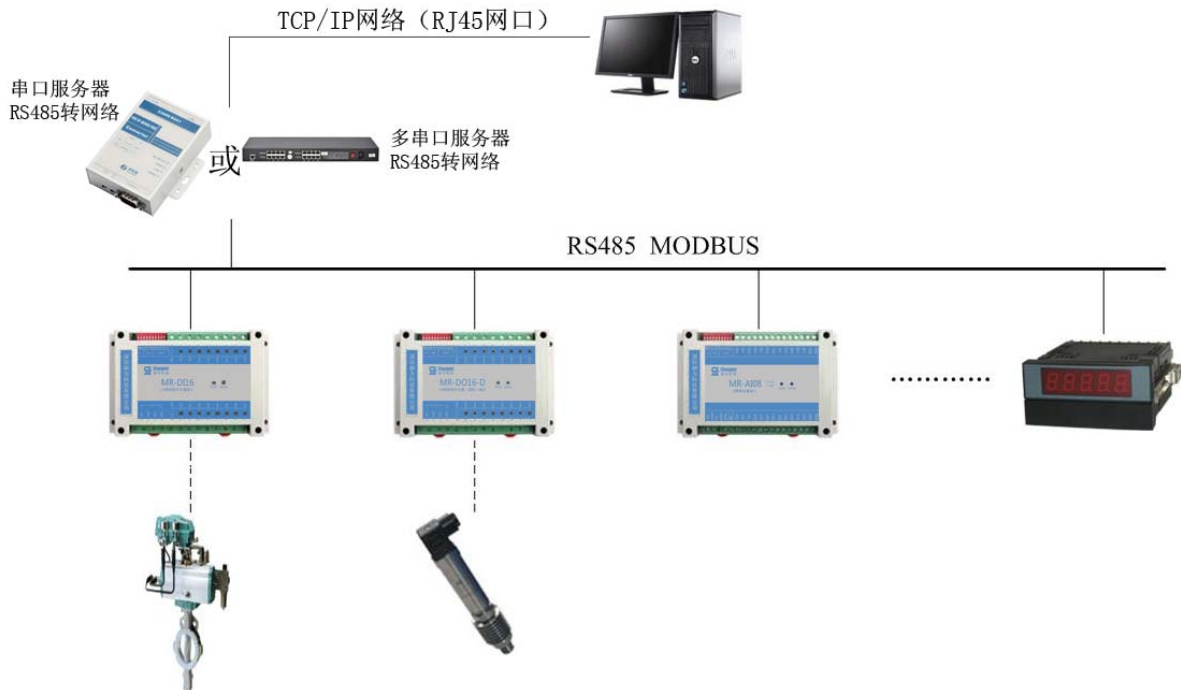 TCP/IP网络（RJ45网口）
串口服务器
RS485转网络
或
多串口服务器
RS485转网络
RS485 MODBUS
MR-DI16
MR-DO16-D
MR-AI08
88888